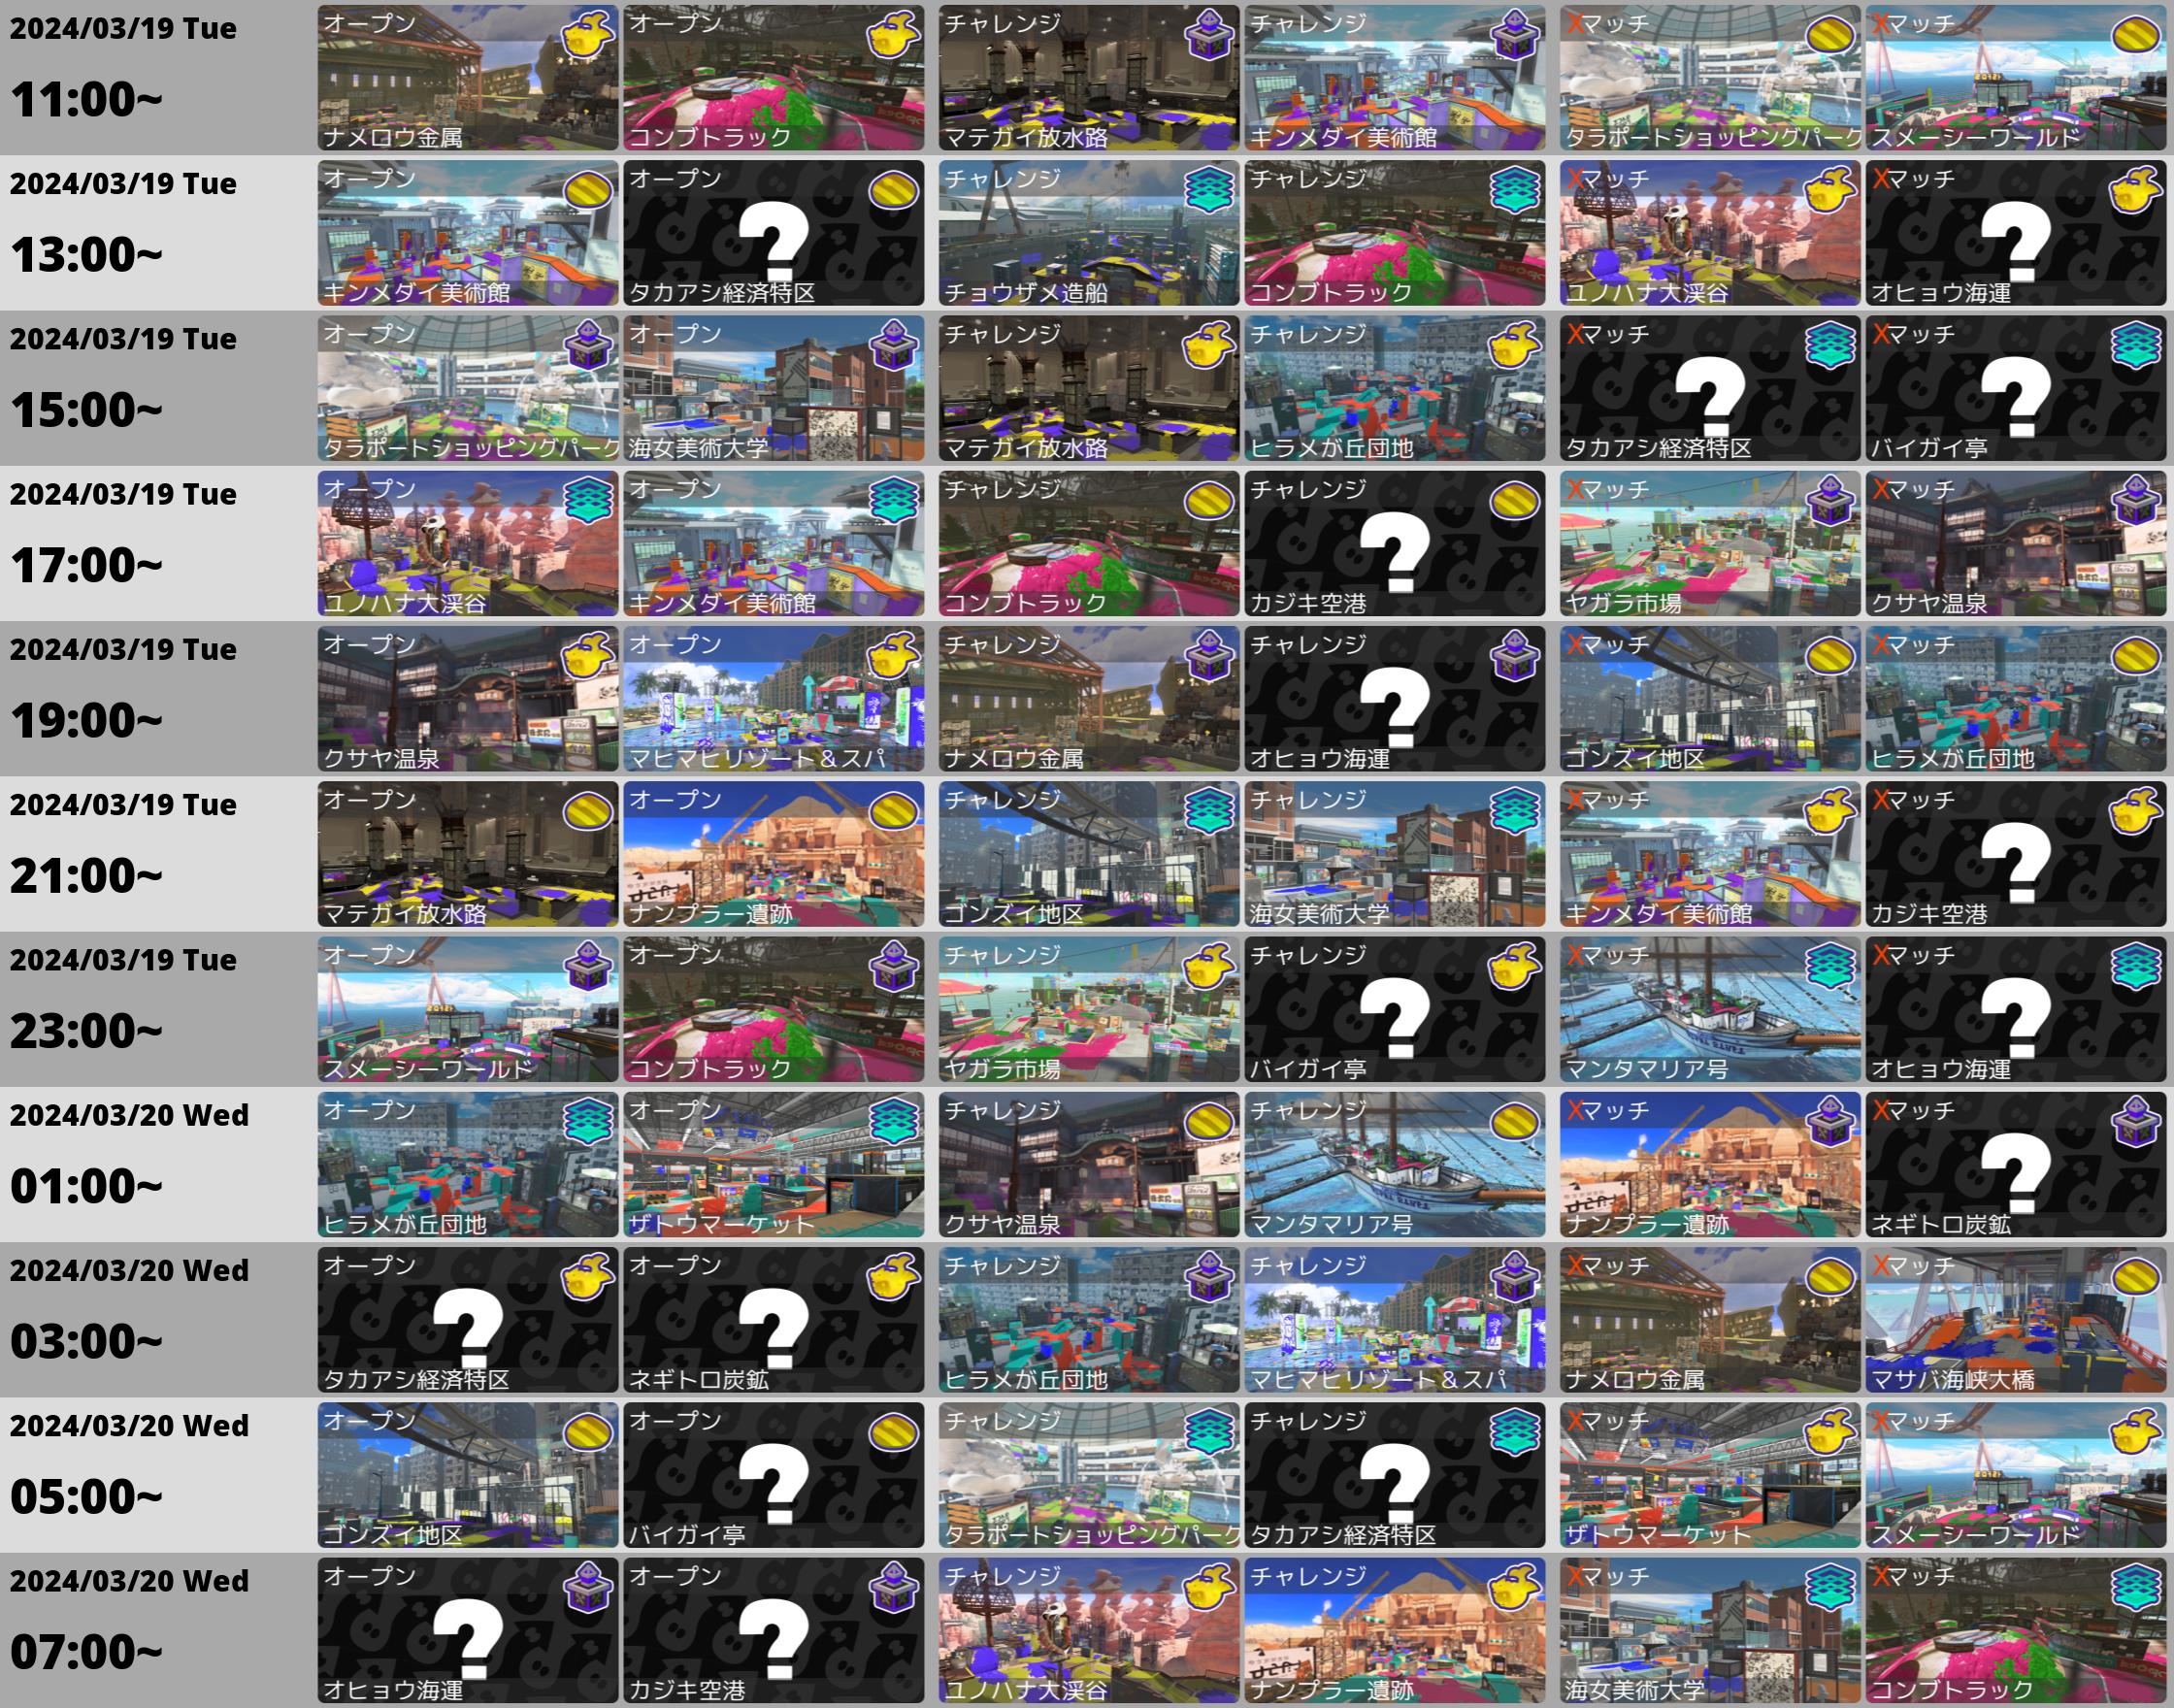 2024/03/19 Tue
11:00~
オープン オープン チャレンジ チャレンジ Xマッチ Xマッチ
ナメロウ金属 コンブトラック マテガイ放水路 キンメダイ美術館 タラポートショッピングパーク スメーシーワールド
2024/03/19 Tue
13:00~
オープン オープン チャレンジ チャレンジ Xマッチ Xマッチ
? ?
キンメダイ美術館 タカアシ経済特区 チョウザメ造船 コンブトラック ユノハナ大渓谷 オヒョウ海運
2024/03/19 Tue
15:00~
オープン オープン チャレンジ チャレンジ Xマッチ Xマッチ
? ?
タラポートショッピングパーク 海女美術大学 マテガイ放水路 ヒラメが丘団地 タカアシ経済特区 バイガイ亭
2024/03/19 Tue
17:00~
オープン オープン チャレンジ チャレンジ Xマッチ Xマッチ
?
ユノハナ大渓谷 キンメダイ美術館 コンブトラック カジキ空港 ヤガラ市場 クサヤ温泉
2024/03/19 Tue
19:00~
オープン オープン チャレンジ チャレンジ Xマッチ Xマッチ
?
クサヤ温泉 マヒマヒリゾート＆スパ ナメロウ金属 オヒョウ海運 ゴンズイ地区 ヒラメが丘団地
2024/03/19 Tue
21:00~
オープン オープン チャレンジ チャレンジ Xマッチ Xマッチ
?
マテガイ放水路 ナンプラー遺跡 ゴンズイ地区 海女美術大学 キンメダイ美術館 カジキ空港
2024/03/19 Tue
23:00~
オープン オープン チャレンジ チャレンジ Xマッチ Xマッチ
? ?
スメーシーワールド コンブトラック ヤガラ市場 バイガイ亭 マンタマリア号 オヒョウ海運
2024/03/20 Wed
01:00~
オープン オープン チャレンジ チャレンジ Xマッチ Xマッチ
?
ヒラメが丘団地 ザトウマーケット クサヤ温泉 マンタマリア号 ナンプラー遺跡 ネギトロ炭鉱
2024/03/20 Wed
03:00~
オープン オープン チャレンジ チャレンジ Xマッチ Xマッチ
? ?
タカアシ経済特区 ネギトロ炭鉱 ヒラメが丘団地 マヒマヒリゾート＆スパ ナメロウ金属 マサバ海峡大橋
2024/03/20 Wed
05:00~
オープン オープン チャレンジ チャレンジ Xマッチ Xマッチ
? ?
ゴンズイ地区 バイガイ亭 タラポートショッピングパーク タカアシ経済特区 ザトウマーケット スメーシーワールド
2024/03/20 Wed
07:00~
オープン オープン チャレンジ チャレンジ Xマッチ Xマッチ
? ?
オヒョウ海運 カジキ空港 ユノハナ大渓谷 ナンプラー遺跡 海女美術大学 コンブトラック